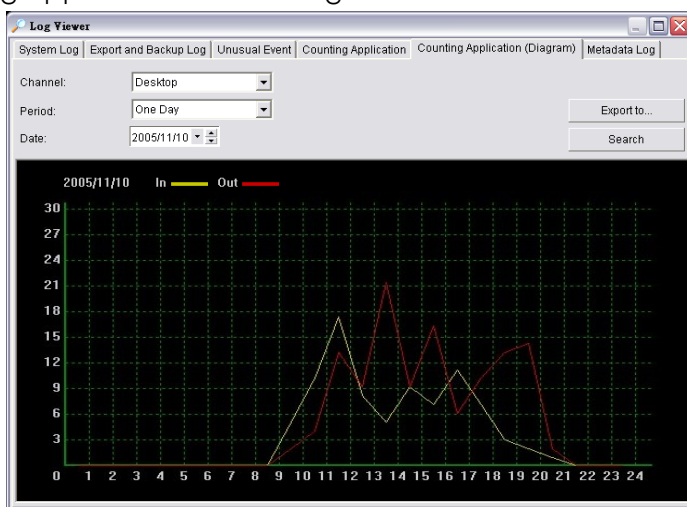 Log Viewer
System Log Export and Backup Log Unusual Event Counting Application Counting Application (Diagram) Metadata Log
Channel: Desktop
Period: One Day Export to...
Date: 2005/11/10 Search
2005/11/10 In Out
30
27
24
21
18
15
12
9
6
3
0 1 2 3 4 5 6 7 8 9 10 11 12 13 14 15 16 17 18 19 20 21 22 23 24